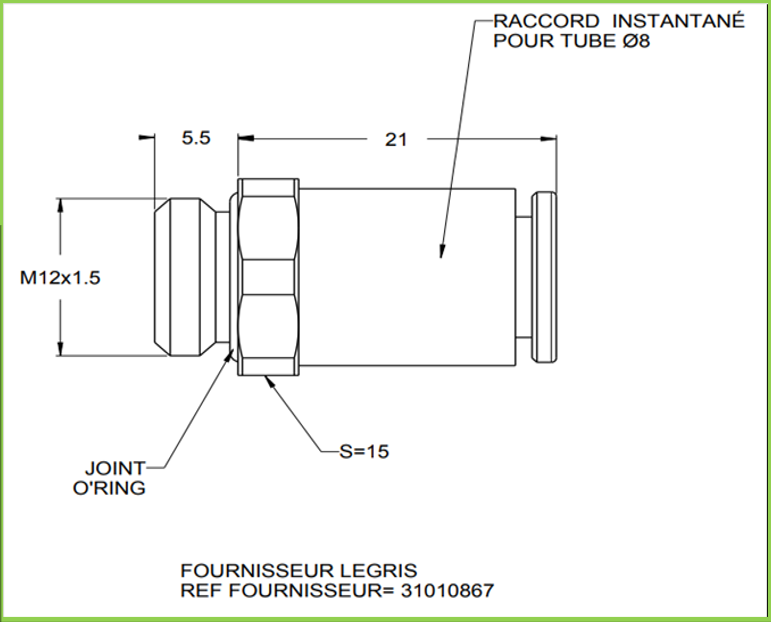 RACCORD INSTANTANÉ
POUR TUBE Ø8
5.5
21
M12x1.5
S=15
JOINT
O'RING
FOURNISSEUR LEGRIS
REF FOURNISSEUR= 31010867